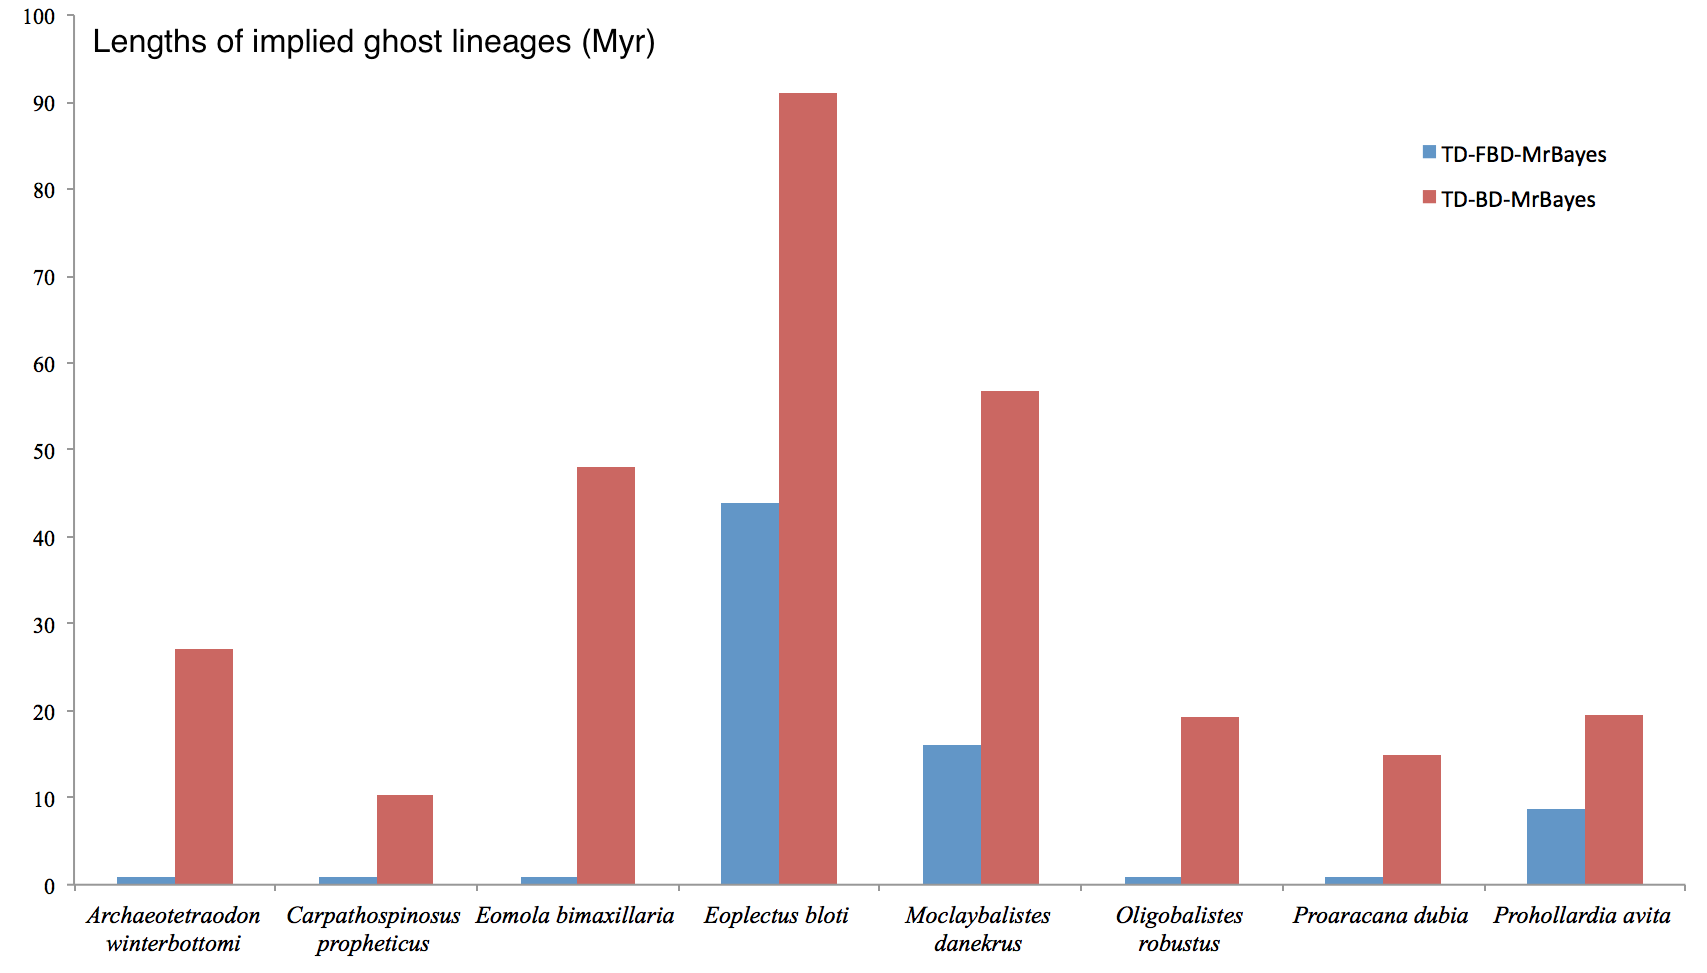 100
Lengths of implied ghost lineages (Myr)
90
80
70
60
50
40
30
20
10
0
TD-FBD-MrBayes
TD-BD-MrBayes
Archaeotetraodon
winterbottomi
Carpathospinosus
propheticus
Eomola bimaxillaria
Eoplectus bloti
Moclaybalistes
danekrus
Oligobalistes
robustus
Proaracana dubia
Prohollardia avita